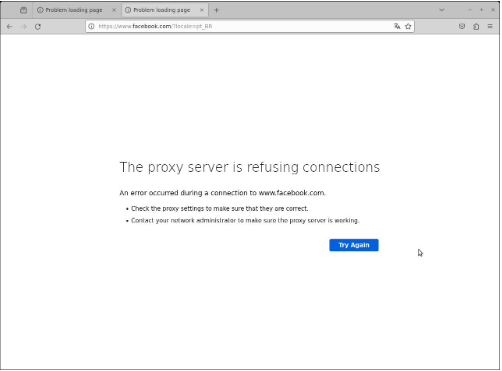 Problem loading page
Problem loading page
https://www.facebook.com/?locale=pt_BR
The proxy server is refusing connections
An error occurred during a connection to www.facebook.com.
Check the proxy settings to make sure that they are correct.
Contact your network administrator to make sure the proxy server is working.
Try Again